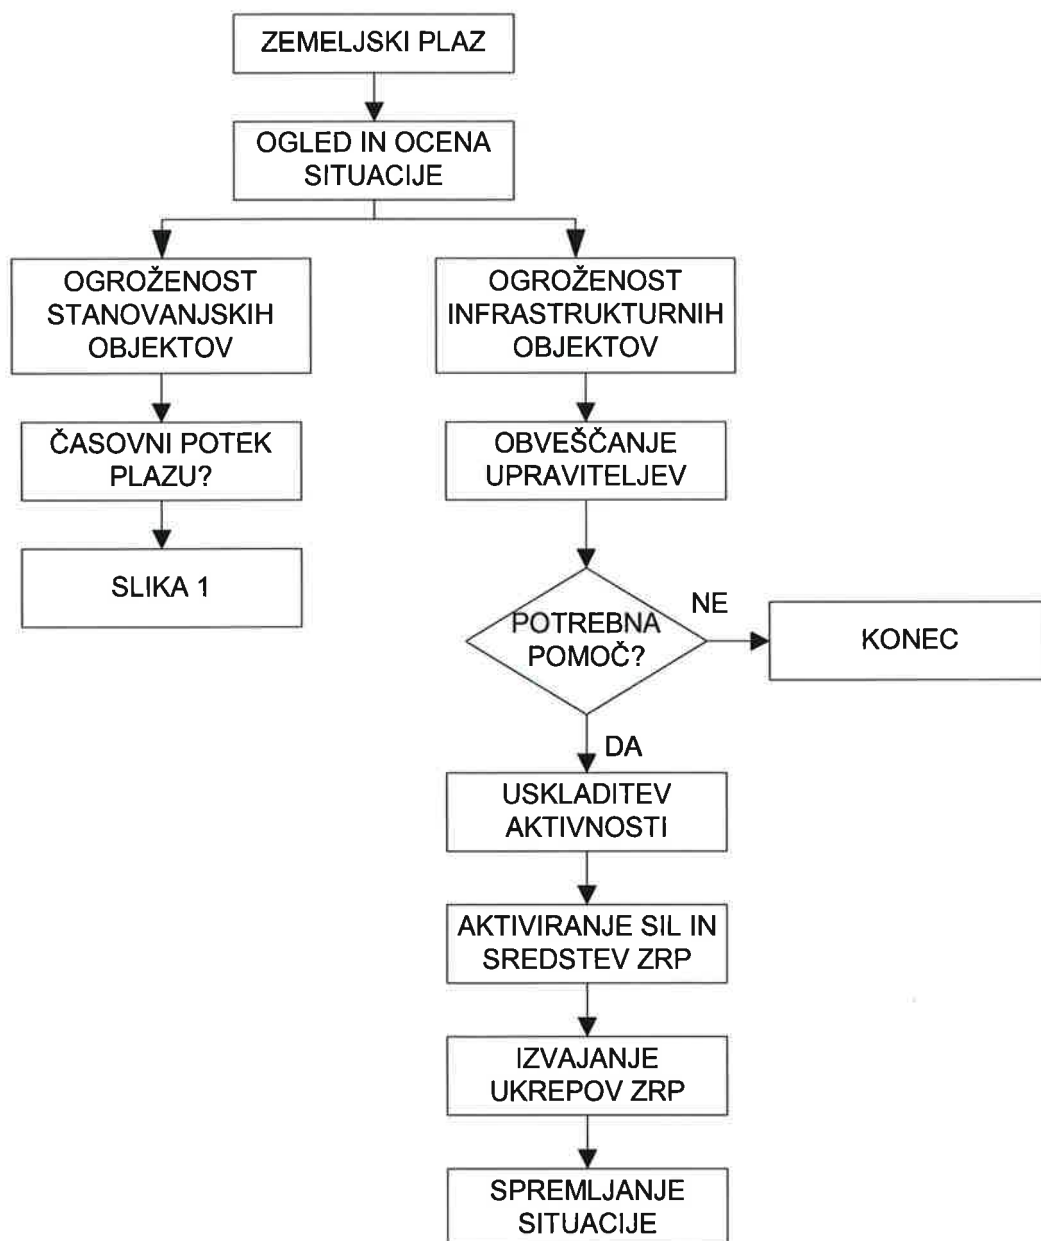 ZEMELJSKI PLAZ
OGLED IN OCENA
SITUACIJE
OGROŽENOST
STANOVANJSKIH
OBJEKTOV
OGROŽENOST
INFRASTRUKTURNIH
OBJEKTOV
ČASOVNI POTEK
PLAZU?
OBVEŠČANJE
UPRAVITELJEV
SLIKA 1
POTREBNA
POMOČ?
NE
KONEC
DA
USKLADITEV
AKTIVNOSTI
AKTIVIRANJE SIL IN
SREDSTEV ZRP
IZVAJANJE
UKREPOV ZRP
SPREMLJANJE
SITUACIJE